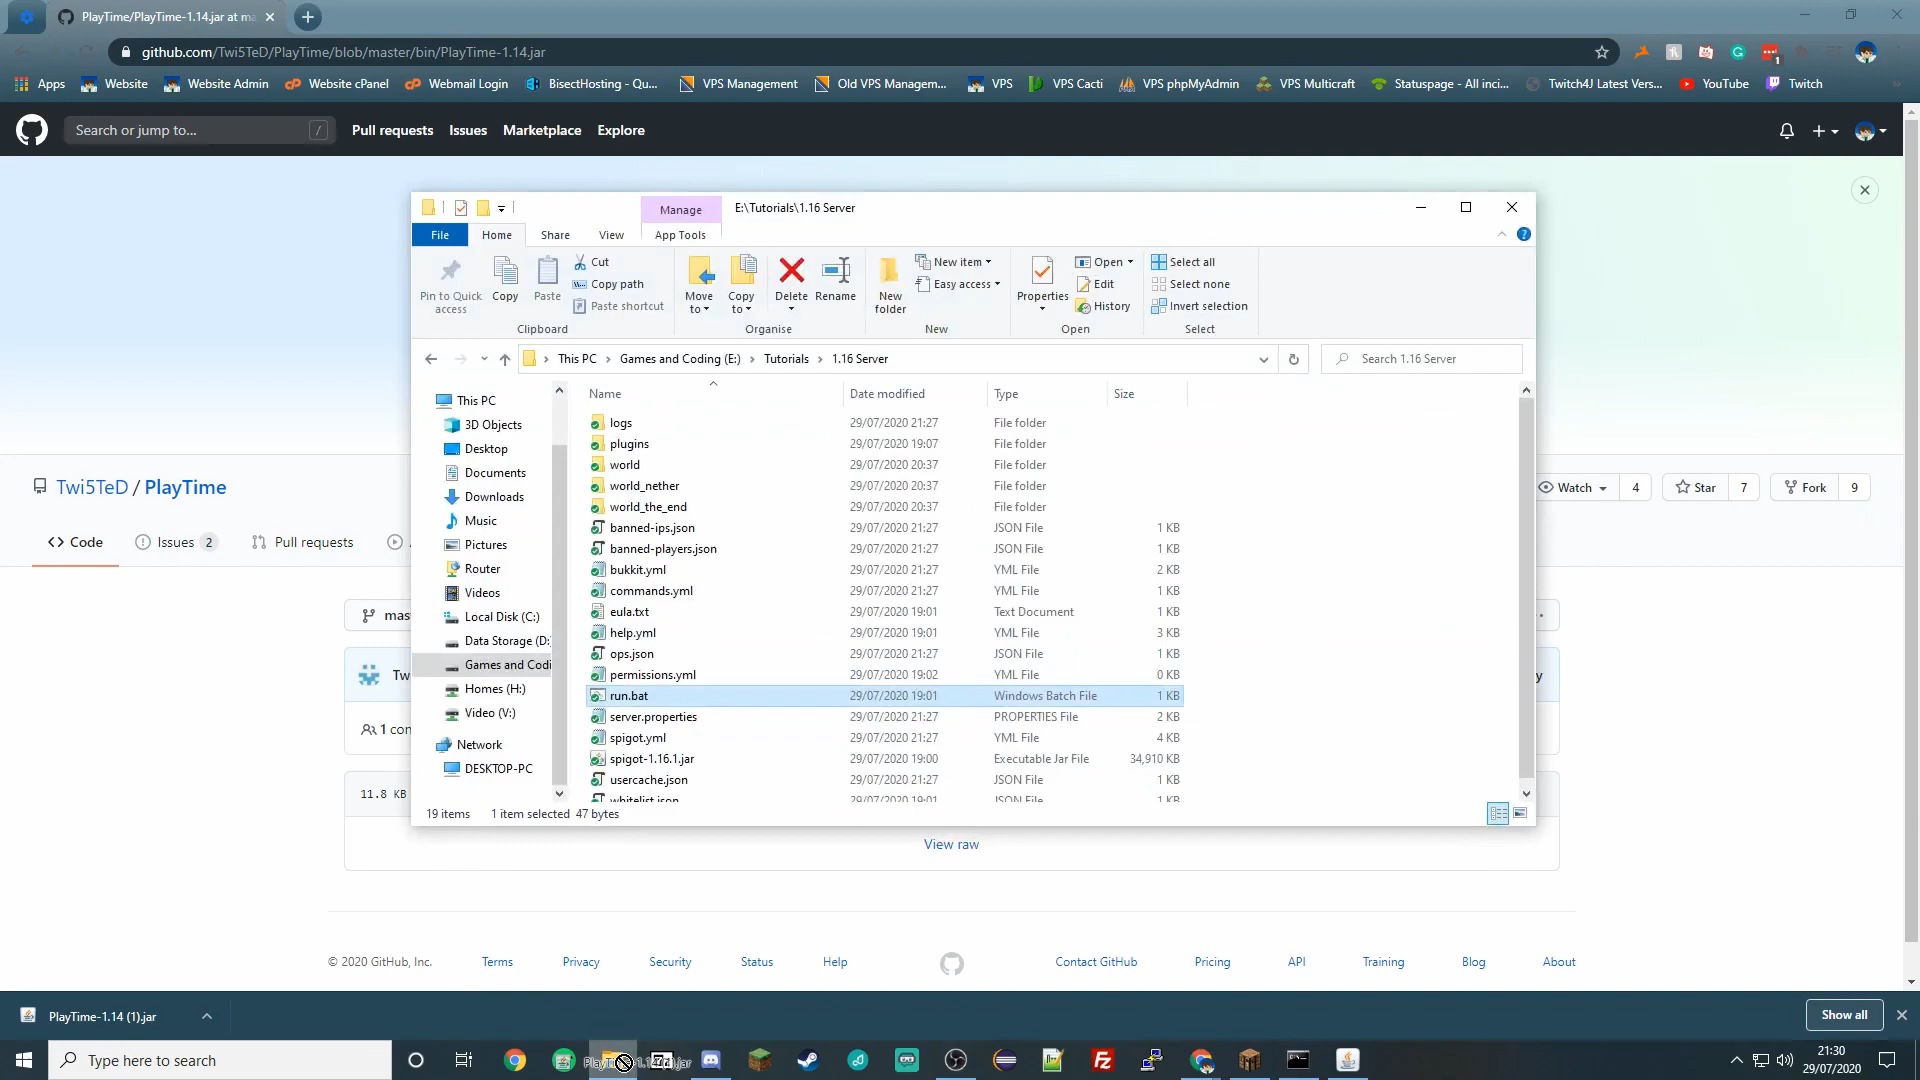 PlayTime/PlayTime-1.14.jar at ma
github.com/Twi5TeD/PlayTime/blob/master/bin/PlayTime-1.14.jar
Apps
Website
Website Admin
Website cPanel
Webmail Login
BisectHosting - Qu...
VPS Management
Old VPS Managem...
VPS
VPS Cacti
VPS phpMyAdmin
VPS Multicraft
Statuspage - All inci...
Twitch4J Latest Vers...
YouTube
Twitch
Search or jump to...
/
Pull requests
Issues
Marketplace
Explore
Manage
E:\Tutorials\1.16 Server
File
Home
Share
View
App Tools
Pin to Quick access
Copy
Paste
Cut
Copy path
Paste shortcut
Clipboard
Move to
Copy to
Delete
Rename
Organise
New folder
New item
Easy access
New
Properties
Open
Edit
History
Open
Select all
Select none
Invert selection
Select
This PC
Games and Coding (E:)
Tutorials
1.16 Server
Search 1.16 Server
This PC
3D Objects
Desktop
Documents
Downloads
Music
Pictures
Router
Videos
Local Disk (C:)
Data Storage (D:
Games and Codi
Homes (H:)
Video (V:)
Network
DESKTOP-PC
Name Date modified Type Size
logs 29/07/2020 21:27 File folder
plugins 29/07/2020 19:07 File folder
world 29/07/2020 20:37 File folder
world_nether 29/07/2020 20:37 File folder
world_the_end 29/07/2020 20:37 File folder
banned-ips.json 29/07/2020 21:27 JSON File 1 KB
banned-players.json 29/07/2020 21:27 JSON File 1 KB
bukkit.yml 29/07/2020 21:27 YML File 2 KB
commands.yml 29/07/2020 21:27 YML File 1 KB
eula.txt 29/07/2020 19:01 Text Document 1 KB
help.yml 29/07/2020 19:01 YML File 3 KB
ops.json 29/07/2020 21:27 JSON File 1 KB
permissions.yml 29/07/2020 19:02 YML File 0 KB
run.bat 29/07/2020 19:01 Windows Batch File 1 KB
server.properties 29/07/2020 21:27 PROPERTIES File 2 KB
spigot.yml 29/07/2020 21:27 YML File 4 KB
spigot-1.16.1.jar 29/07/2020 19:00 Executable Jar File 34,910 KB
usercache.json 29/07/2020 21:27 JSON File 1 KB
whitelist.json 29/07/2020 19:01 JSON File 1 KB
19 items
1 item selected 47 bytes
Twi5TeD / PlayTime
Watch
4
Star
7
Fork
9
Code
Issues 2
Pull requests
mas
Tw
y
1 con
11.8 KB
View raw
© 2020 GitHub, Inc.
Terms
Privacy
Security
Status
Help
Contact GitHub
Pricing
API
Training
Blog
About
PlayTime-1.14 (1).jar
Show all
Type here to search
21:30
29/07/2020